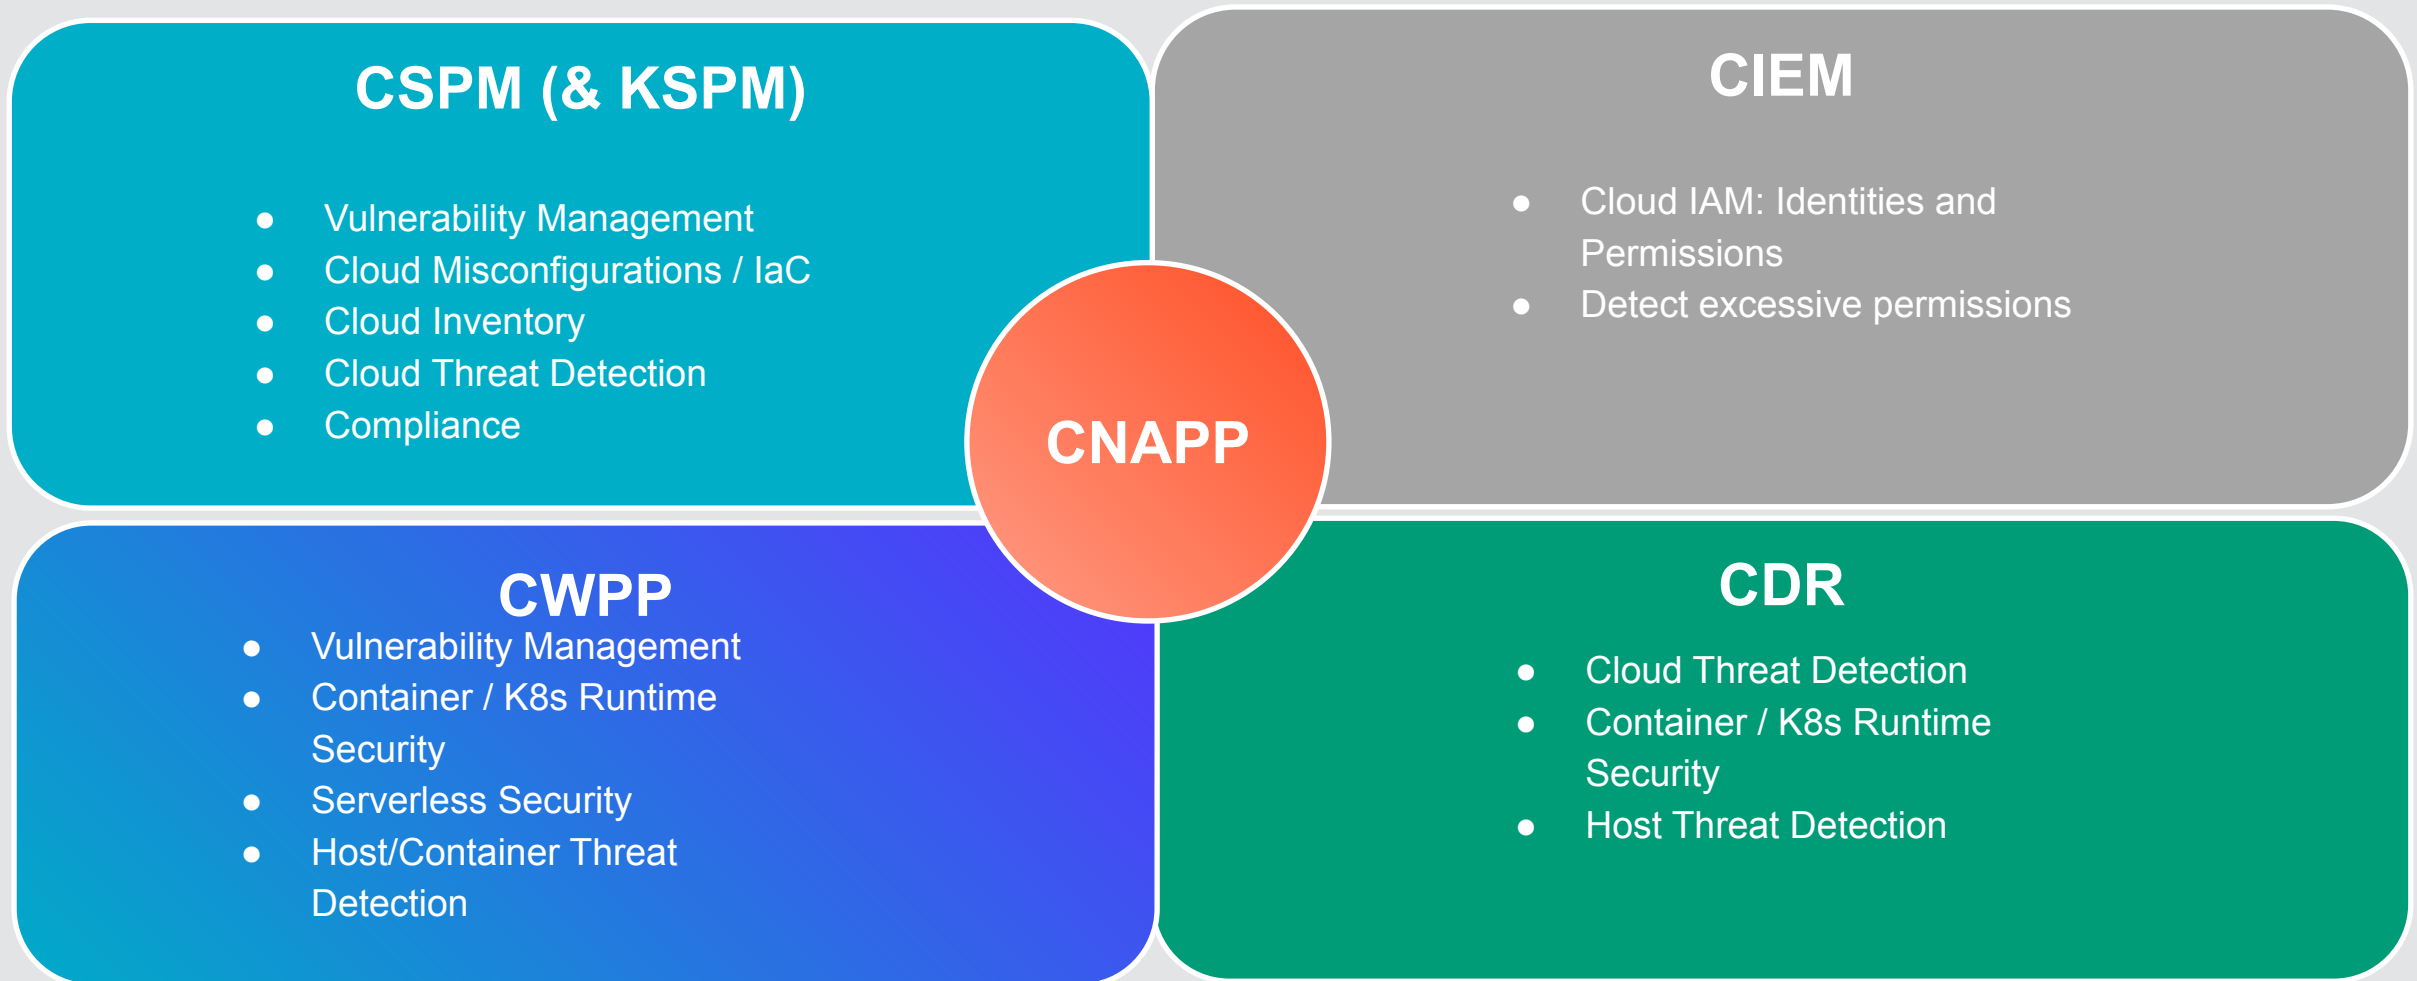 CSPM (& KSPM)
● Vulnerability Management
● Cloud Misconfigurations / IaC
● Cloud Inventory
● Cloud Threat Detection
● Compliance
CIEM
● Cloud IAM: Identities and
Permissions
● Detect excessive permissions
CNAPP
CWPP
● Vulnerability Management
● Container / K8s Runtime
Security
● Serverless Security
● Host/Container Threat
Detection
CDR
● Cloud Threat Detection
● Container / K8s Runtime
Security
● Host Threat Detection